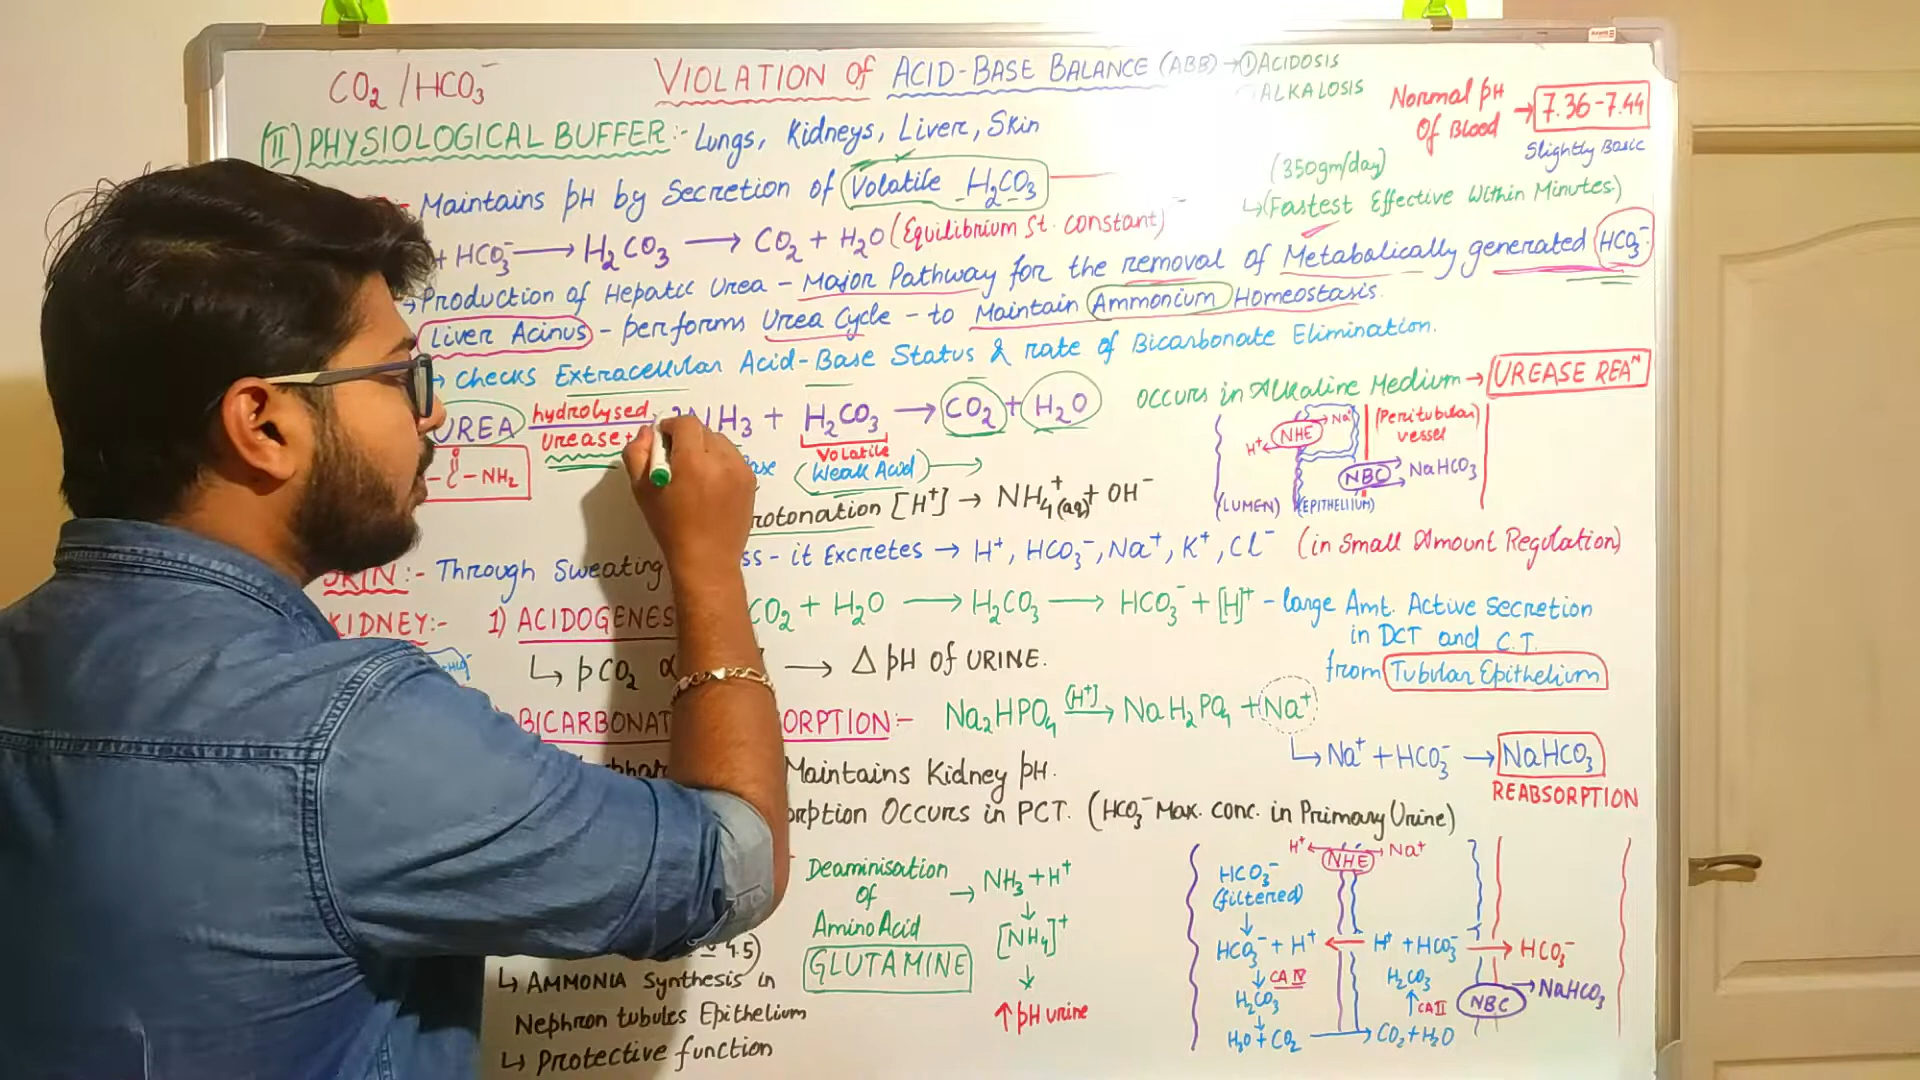 CO2 / HCO3⁻
VIOLATION OF ACID-BASE BALANCE (ABB) → ① ACIDOSIS
ALKALOSIS
Normal pH Of Blood → 7.36-7.44
Slightly Basic
(II) PHYSIOLOGICAL BUFFER:- Lungs, Kidneys, Liver, Skin
:- Maintains pH by Secretion of Volatile H2CO3
(350gm/day)
↳ (Fastest Effective Within Minutes)
+ HCO3⁻ → H2CO3 → CO2 + H2O (Equilibrium St. constant)
→ Production of Hepatic Urea - Major Pathway for the removal of Metabolically generated HCO3⁻.
Liver Acinus - performs Urea Cycle - to Maintain Ammonium Homeostasis.
→ Checks Extracellular Acid-Base Status & rate of Bicarbonate Elimination.
Occurs in Alkaline Medium → UREASE REAᴺ
UREA hydrolysed NH3 + H2CO3 → CO2 + H2O
Urease +
Volatile
(Weak Acid) →
- C - NH2
O
[H⁺] → NH4⁺(aq) + OH⁻
H⁺ NHE Na⁺
(Peritubular) vessel
NBC NaHCO3
(LUMEN) (EPITHELIUM)
SKIN:- Through Sweating ss - it Excretes → H⁺, HCO3⁻, Na⁺, K⁺, Cl⁻ (in Small Amount Regulation)
KIDNEY:- 1) ACIDOGENES CO2 + H2O → H2CO3 → HCO3⁻ + [H]⁺ - large Amt. Active secretion
in DCT and C.T.
from Tubular Epithelium
↳ pCO2 α → Δ pH Of URINE.
BICARBONAT ORPTION:- Na2HPO4 [H⁺] → NaH2PO4 + Na⁺
↳ Na⁺ + HCO3⁻ → NaHCO3
REABSORPTION
Maintains Kidney pH.
orption Occurs in PCT. (HCO3⁻ Max. conc. in Primary Urine)
Deaminisation Of Amino Acid
GLUTAMINE
→ NH3 + H⁺
↓
[NH4]⁺
↓
↑ pH urine
4.5)
↳ AMMONIA Synthesis in
Nephron tubules Epithelium
↳ Protective function
H⁺ ← NHE → Na⁺
HCO3⁻
(filtered)
↓
HCO3⁻ + H⁺ ← H⁺ + HCO3⁻ → HCO3⁻
↓ CA IV
H2CO3
↓
H2O + CO2 → CO2 + H2O
H2CO3
↑ CA II
NBC → NaHCO3